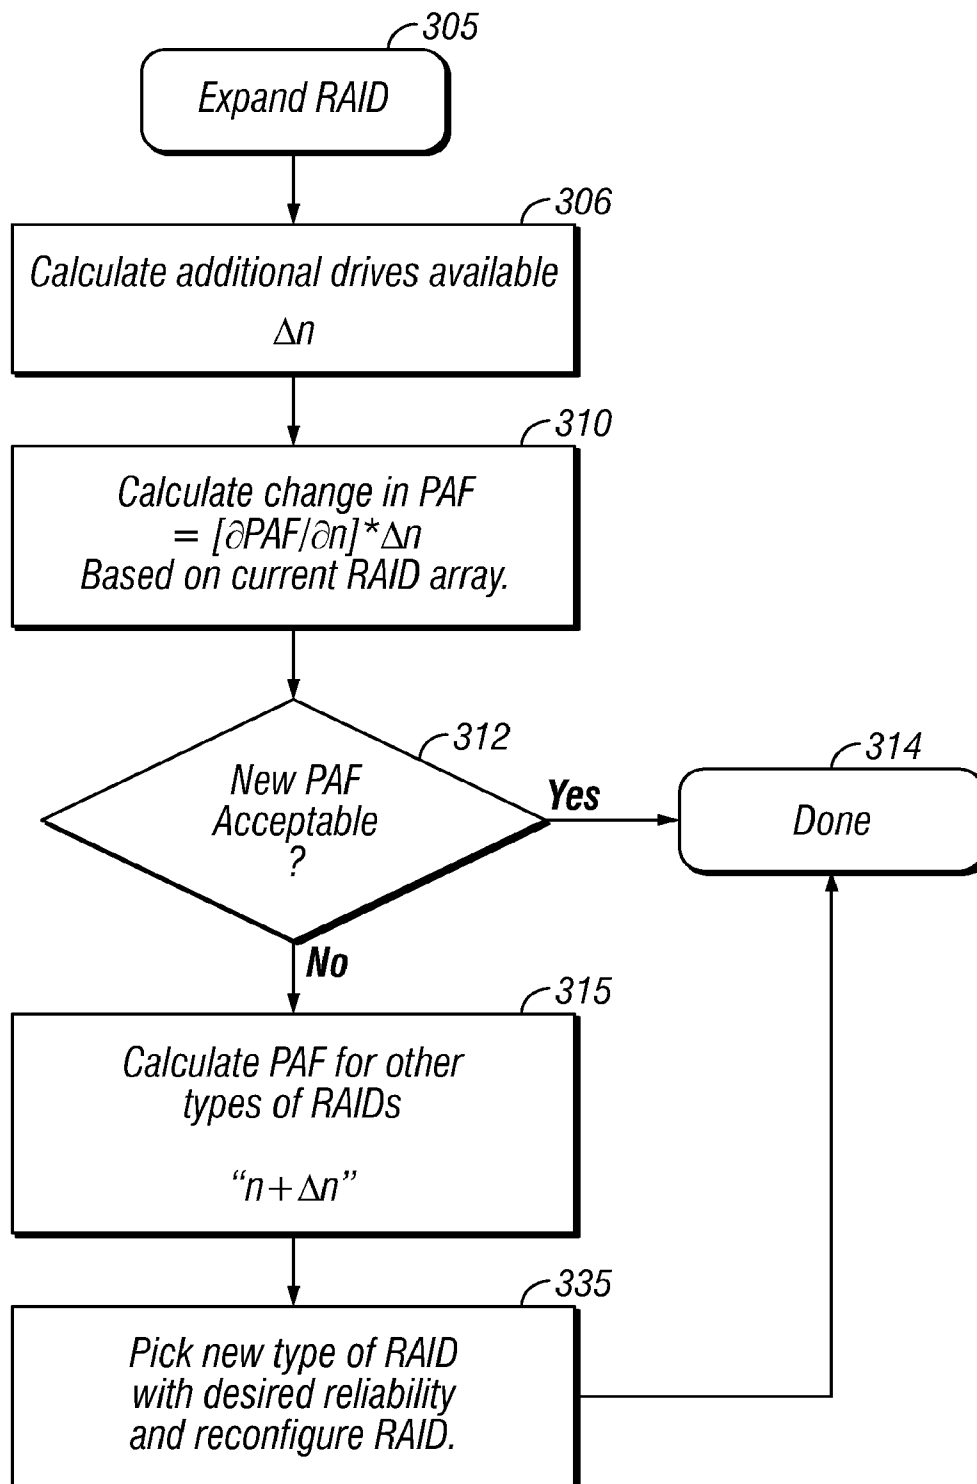 305
Expand RAID
306
Calculate additional drives available
Δn
310
Calculate change in PAF
= [∂PAF/∂n]*Δn
Based on current RAID array.
312
New PAF
Acceptable
?
Yes
314
Done
No
315
Calculate PAF for other
types of RAIDs
“n+Δn”
335
Pick new type of RAID
with desired reliability
and reconfigure RAID.